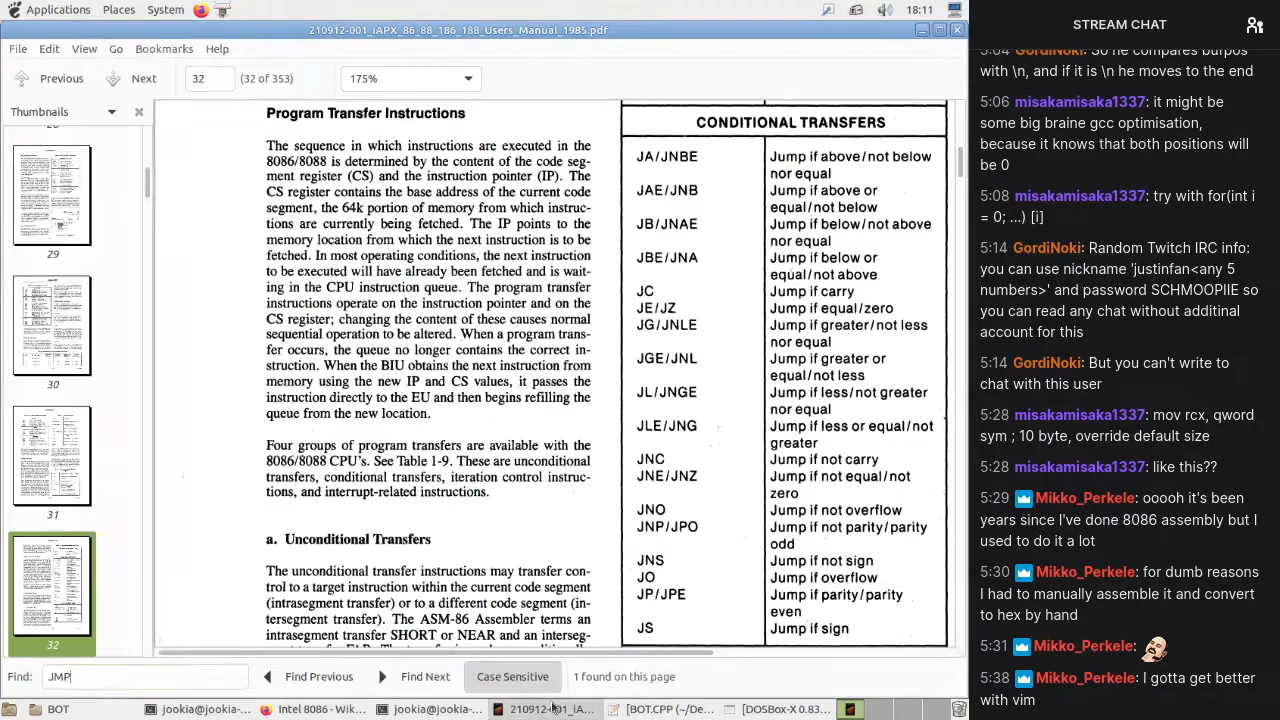 Applications Places System 18:11
210912-001_iAPX_86_88_186_188_Users_Manual_1985.pdf
File Edit View Go Bookmarks Help
Previous Next 32 (32 of 353) 175%
Thumbnails
29
30
31
32
Program Transfer Instructions
The sequence in which instructions are executed in the
8086/8088 is determined by the content of the code seg-
ment register (CS) and the instruction pointer (IP). The
CS register contains the base address of the current code
segment, the 64k portion of memory from which instruc-
tions are currently being fetched. The IP points to the
memory location from which the next instruction is to be
fetched. In most operating conditions, the next instruction
to be executed will have already been fetched and is wait-
ing in the CPU instruction queue. The program transfer
instructions operate on the instruction pointer and on the
CS register; changing the content of these causes normal
sequential operation to be altered. When a program trans-
fer occurs, the queue no longer contains the correct in-
struction. When the BIU obtains the next instruction from
memory using the new IP and CS values, it passes the
instruction directly to the EU and then begins refilling the
queue from the new location.
Four groups of program transfers are available with the
8086/8088 CPU's. See Table 1-9. These are unconditional
transfers, conditional transfers, iteration control instruc-
tions, and interrupt-related instructions.
a. Unconditional Transfers
The unconditional transfer instructions may transfer con-
trol to a target instruction within the current code segment
(intrasegment transfer) or to a different code segment (in-
tersegment transfer). The ASM-86 Assembler terms an
intrasegment transfer SHORT or NEAR and an interseg-
CONDITIONAL TRANSFERS
JA/JNBE Jump if above/not below
nor equal
JAE/JNB Jump if above or
equal/not below
JB/JNAE Jump if below/not above
nor equal
JBE/JNA Jump if below or
equal/not above
JC Jump if carry
JE/JZ Jump if equal/zero
JG/JNLE Jump if greater/not less
nor equal
JGE/JNL Jump if greater or
equal/not less
JL/JNGE Jump if less/not greater
nor equal
JLE/JNG Jump if less or equal/not
greater
JNC Jump if not carry
JNE/JNZ Jump if not equal/not
zero
JNO Jump if not overflow
JNP/JPO Jump if not parity/parity
odd
JNS Jump if not sign
JO Jump if overflow
JP/JPE Jump if parity/parity
even
JS Jump if sign
Find: JMP Find Previous Find Next Case Sensitive 1 found on this page
BOT jookia@jookia-... Intel 8086 - Wik... jookia@jookia-... 210912-001_iA... [BOT.CPP (~/De... [DOSBox-X 0.83...
STREAM CHAT
5:04 GordiNoki: So he compares bufpos
with \n, and if it is \n he moves to the end
5:06 misakamisaka1337: it might be
some big braine gcc optimisation,
because it knows that both positions will
be 0
5:08 misakamisaka1337: try with for(int i
= 0; ...) [i]
5:14 GordiNoki: Random Twitch IRC info:
you can use nickname 'justinfan<any 5
numbers>' and password SCHMOOPIIE so
you can read any chat without additinal
account for this
5:14 GordiNoki: But you can't write to
chat with this user
5:28 misakamisaka1337: mov rcx, qword
sym ; 10 byte, override default size
5:28 misakamisaka1337: like this??
5:29 Mikko_Perkele: ooooh it's been
years since I've done 8086 assembly but I
used to do it a lot
5:30 Mikko_Perkele: for dumb reasons
I had to manually assemble it and convert
to hex by hand
5:31 Mikko_Perkele:
5:38 Mikko_Perkele: I gotta get better
with vim